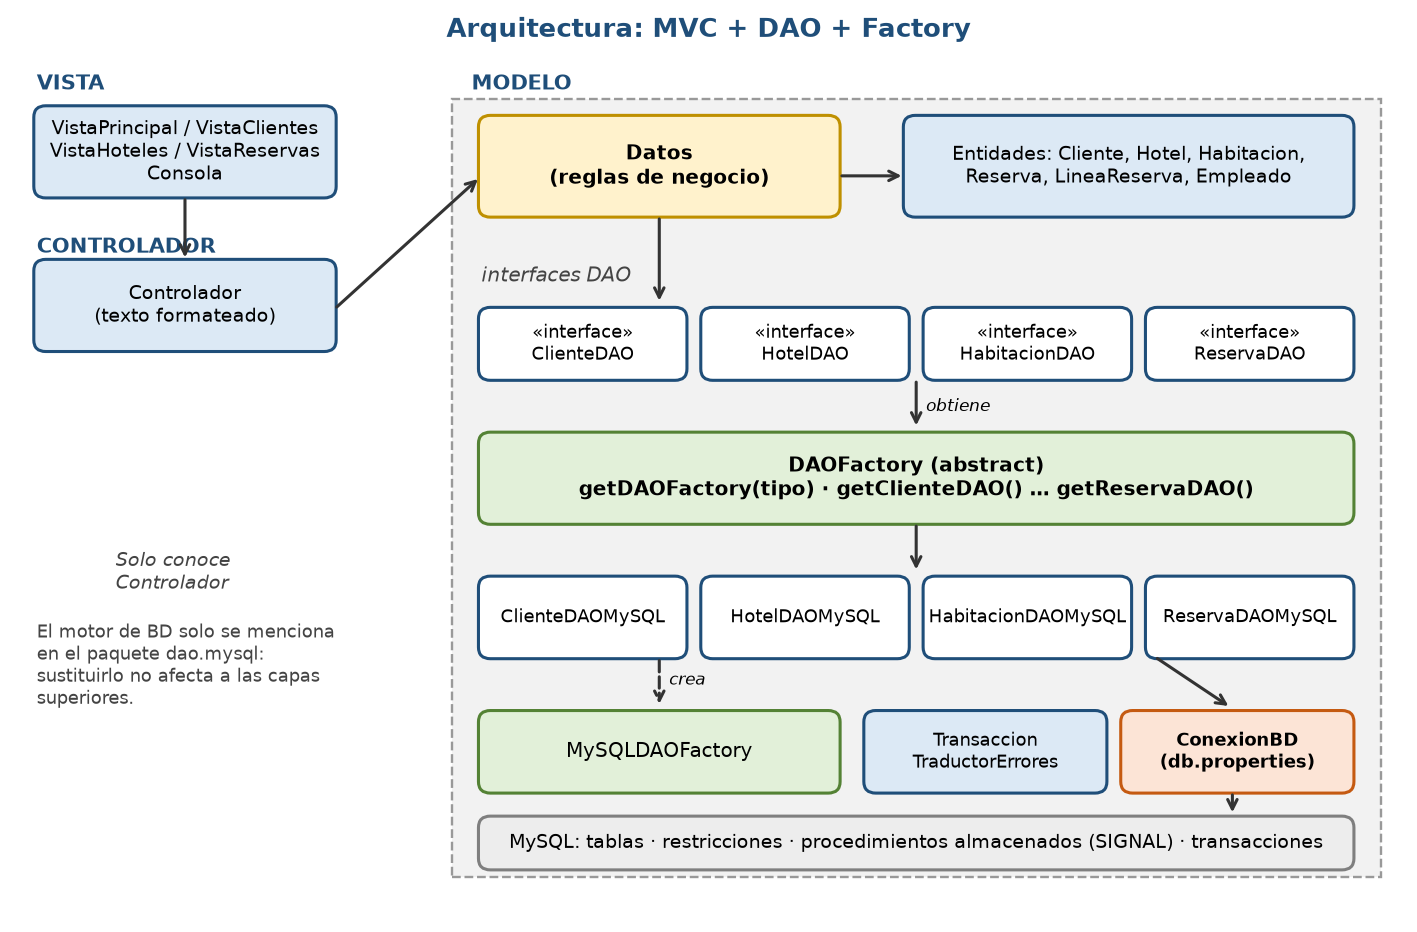 Arquitectura: MVC + DAO + Factory
VISTA
VistaPrincipal / VistaClientes
VistaHoteles / VistaReservas
Consola
CONTROLADOR
Controlador
(texto formateado)
Solo conoce
Controlador
El motor de BD solo se menciona
en el paquete dao.mysql:
sustituirlo no afecta a las capas
superiores.
MODELO
Datos
(reglas de negocio)
Entidades: Cliente, Hotel, Habitacion,
Reserva, LineaReserva, Empleado
interfaces DAO
«interface»
ClienteDAO
«interface»
HotelDAO
«interface»
HabitacionDAO
«interface»
ReservaDAO
obtiene
DAOFactory (abstract)
getDAOFactory(tipo) · getClienteDAO() … getReservaDAO()
ClienteDAOMySQL
HotelDAOMySQL
HabitacionDAOMySQL
ReservaDAOMySQL
crea
MySQLDAOFactory
Transaccion
TraductorErrores
ConexionBD
(db.properties)
MySQL: tablas · restricciones · procedimientos almacenados (SIGNAL) · transacciones